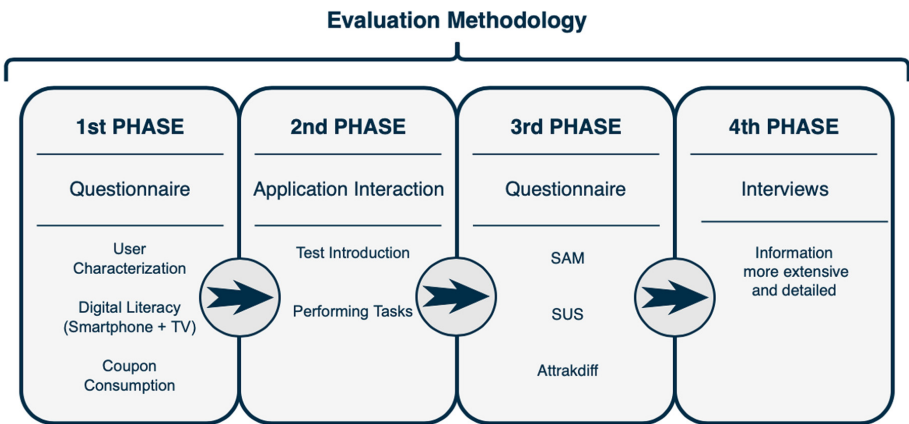 Evaluation Methodology
1st PHASE
Questionnaire
User
Characterization
Digital Literacy
(Smartphone + TV)
Coupon
Consumption
2nd PHASE
Application Interaction
Test Introduction
Performing Tasks
3rd PHASE
Questionnaire
SAM
SUS
Attrakdiff
4th PHASE
Interviews
Information
more extensive
and detailed